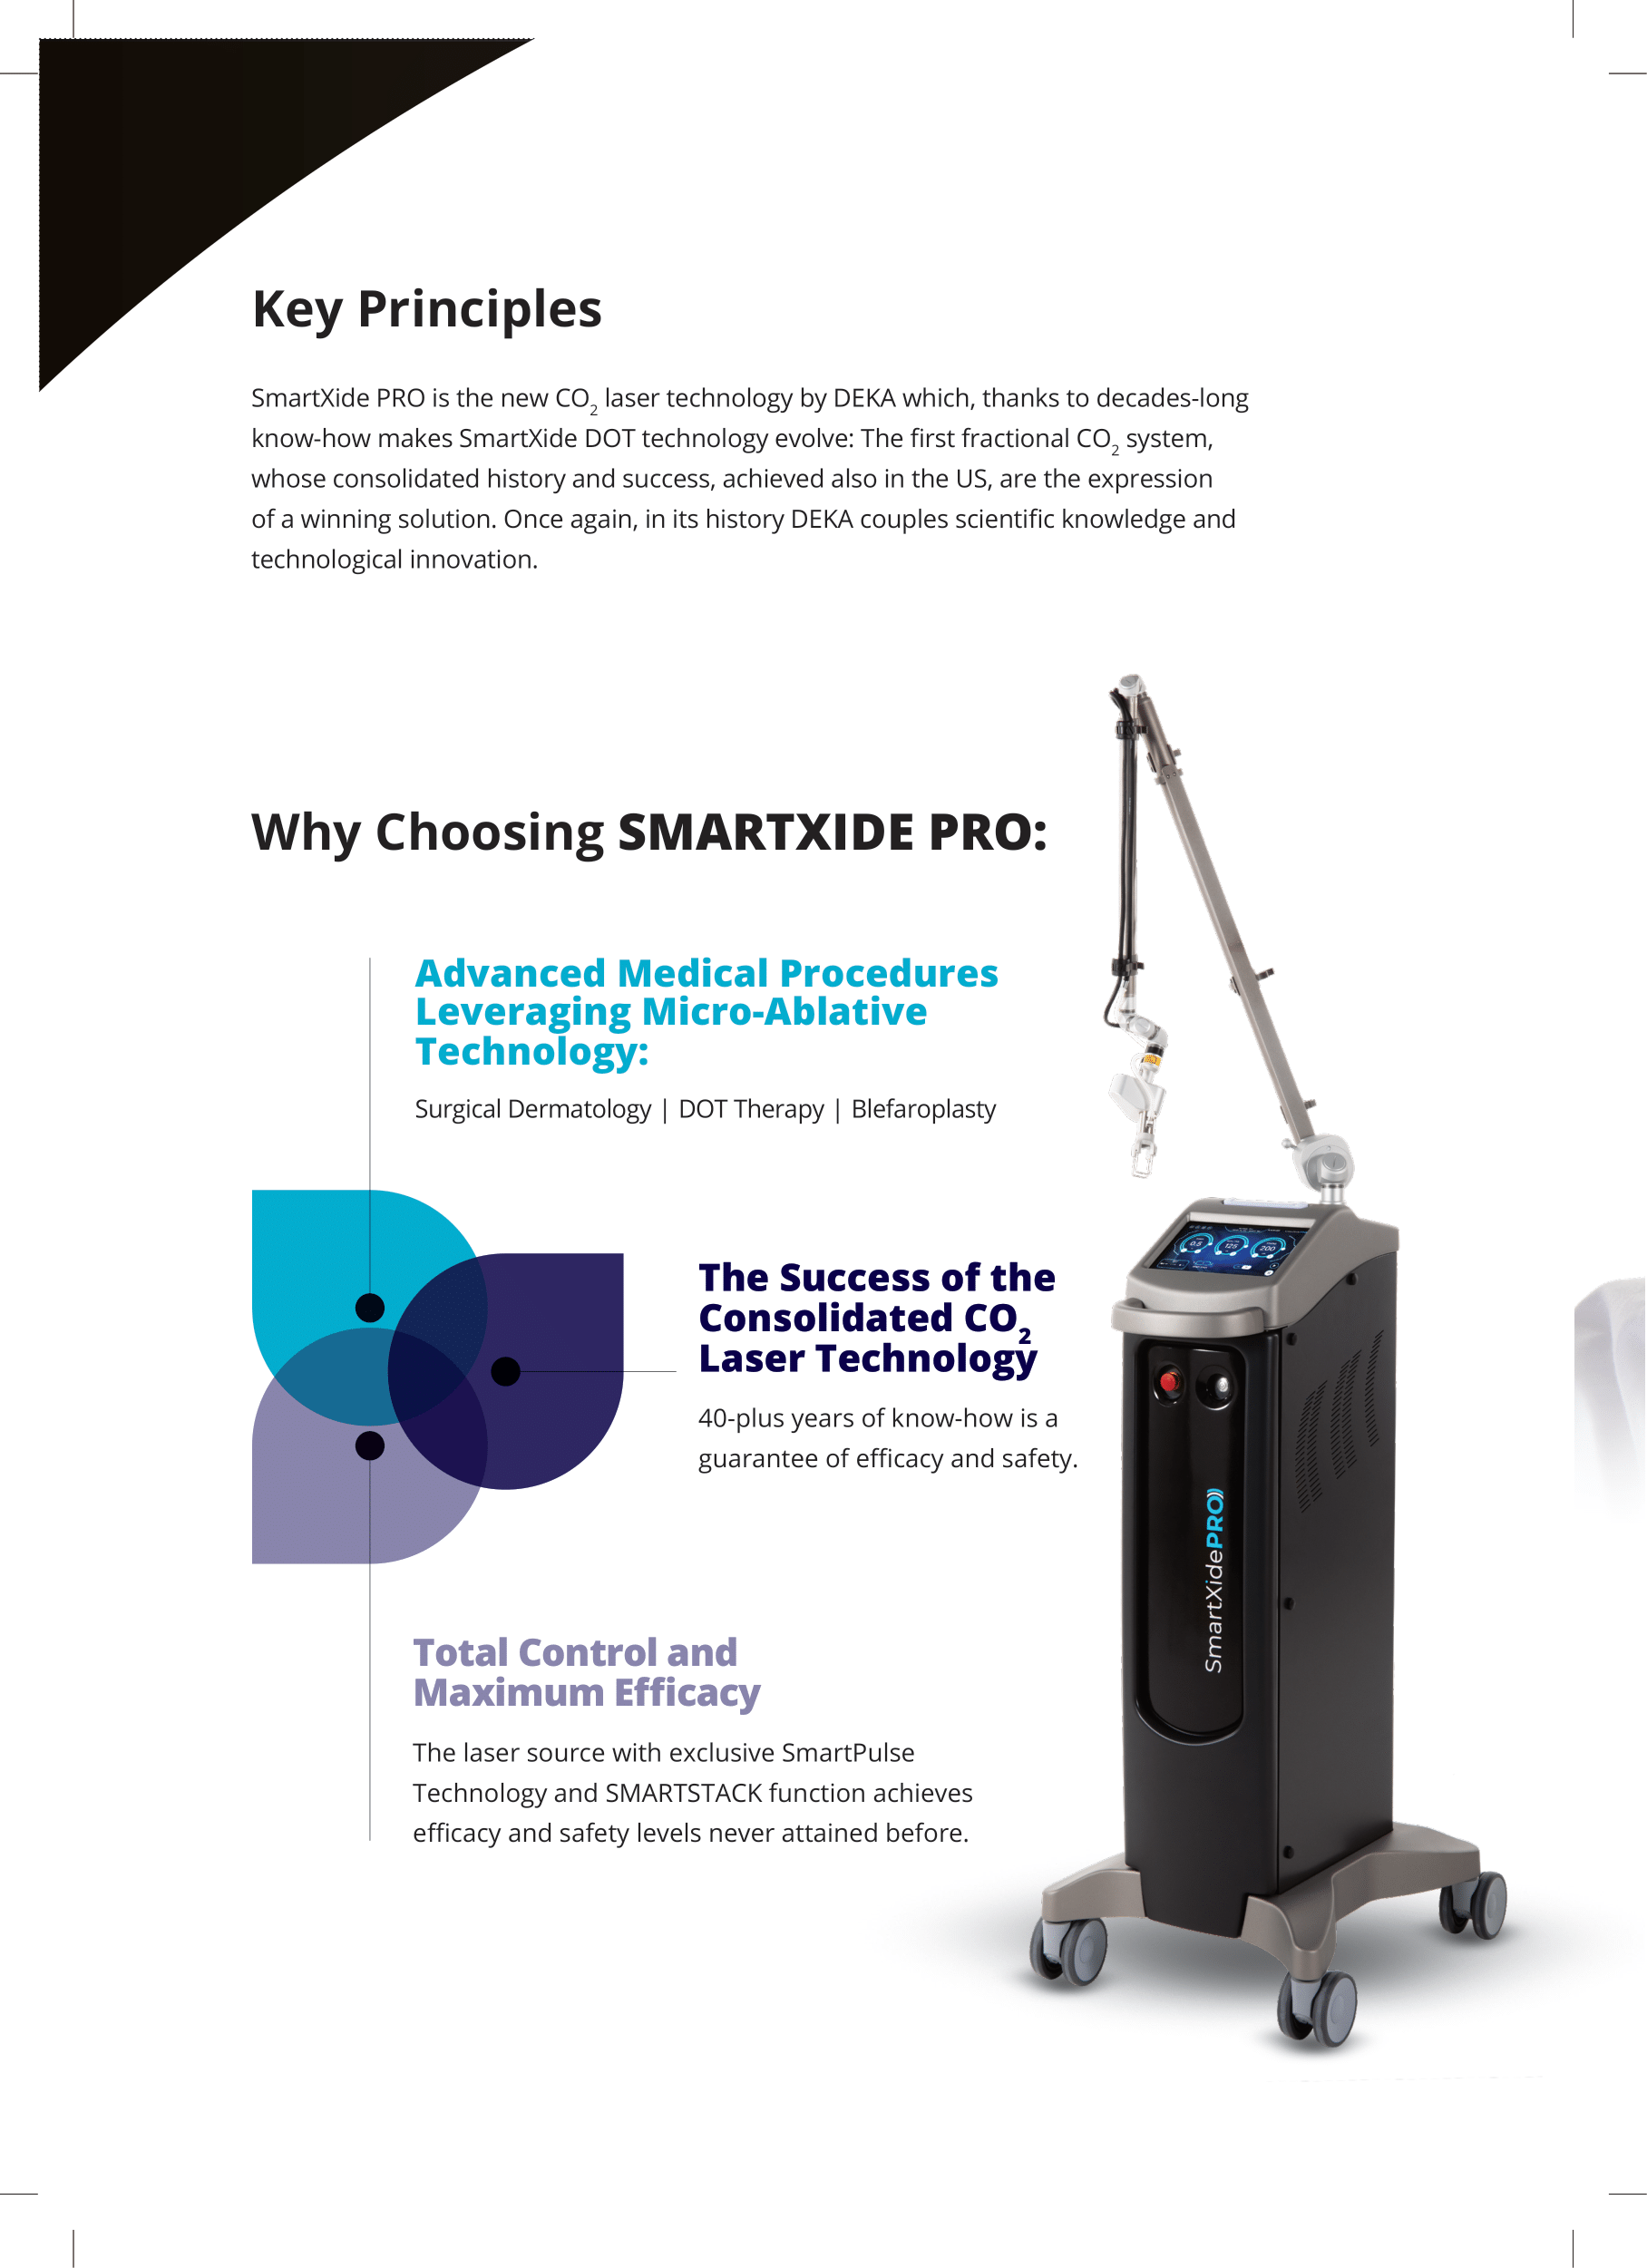 Key Principles
SmartXide PRO is the new CO₂ laser technology by DEKA which, thanks to decades-long
know-how makes SmartXide DOT technology evolve: The first fractional CO₂ system,
whose consolidated history and success, achieved also in the US, are the expression
of a winning solution. Once again, in its history DEKA couples scientific knowledge and
technological innovation.
Why Choosing SMARTXIDE PRO:
Advanced Medical Procedures
Leveraging Micro-Ablative
Technology:
Surgical Dermatology | DOT Therapy | Blefaroplasty
The Success of the
Consolidated CO₂
Laser Technology
40-plus years of know-how is a
guarantee of efficacy and safety.
Total Control and
Maximum Efficacy
The laser source with exclusive SmartPulse
Technology and SMARTSTACK function achieves
efficacy and safety levels never attained before.
0.5 125 200
SmartXidePRO